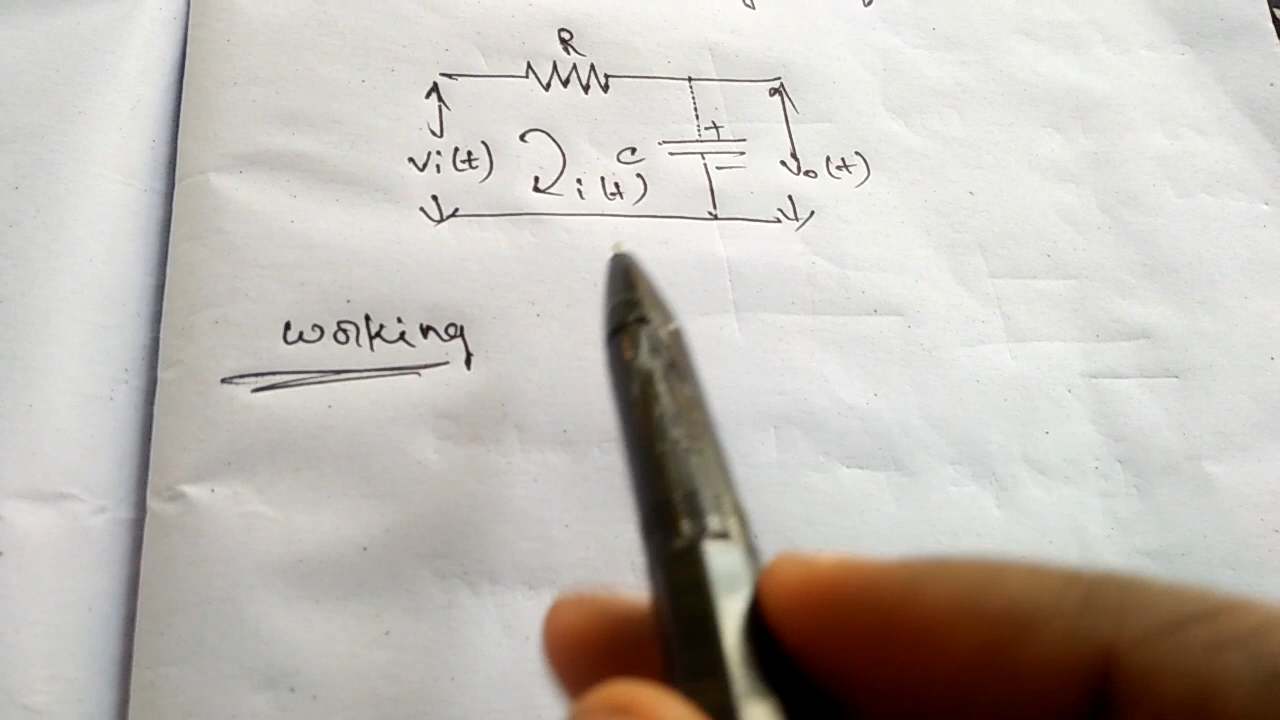 R
+
vi(t) C vo(t)
i(t) -
working